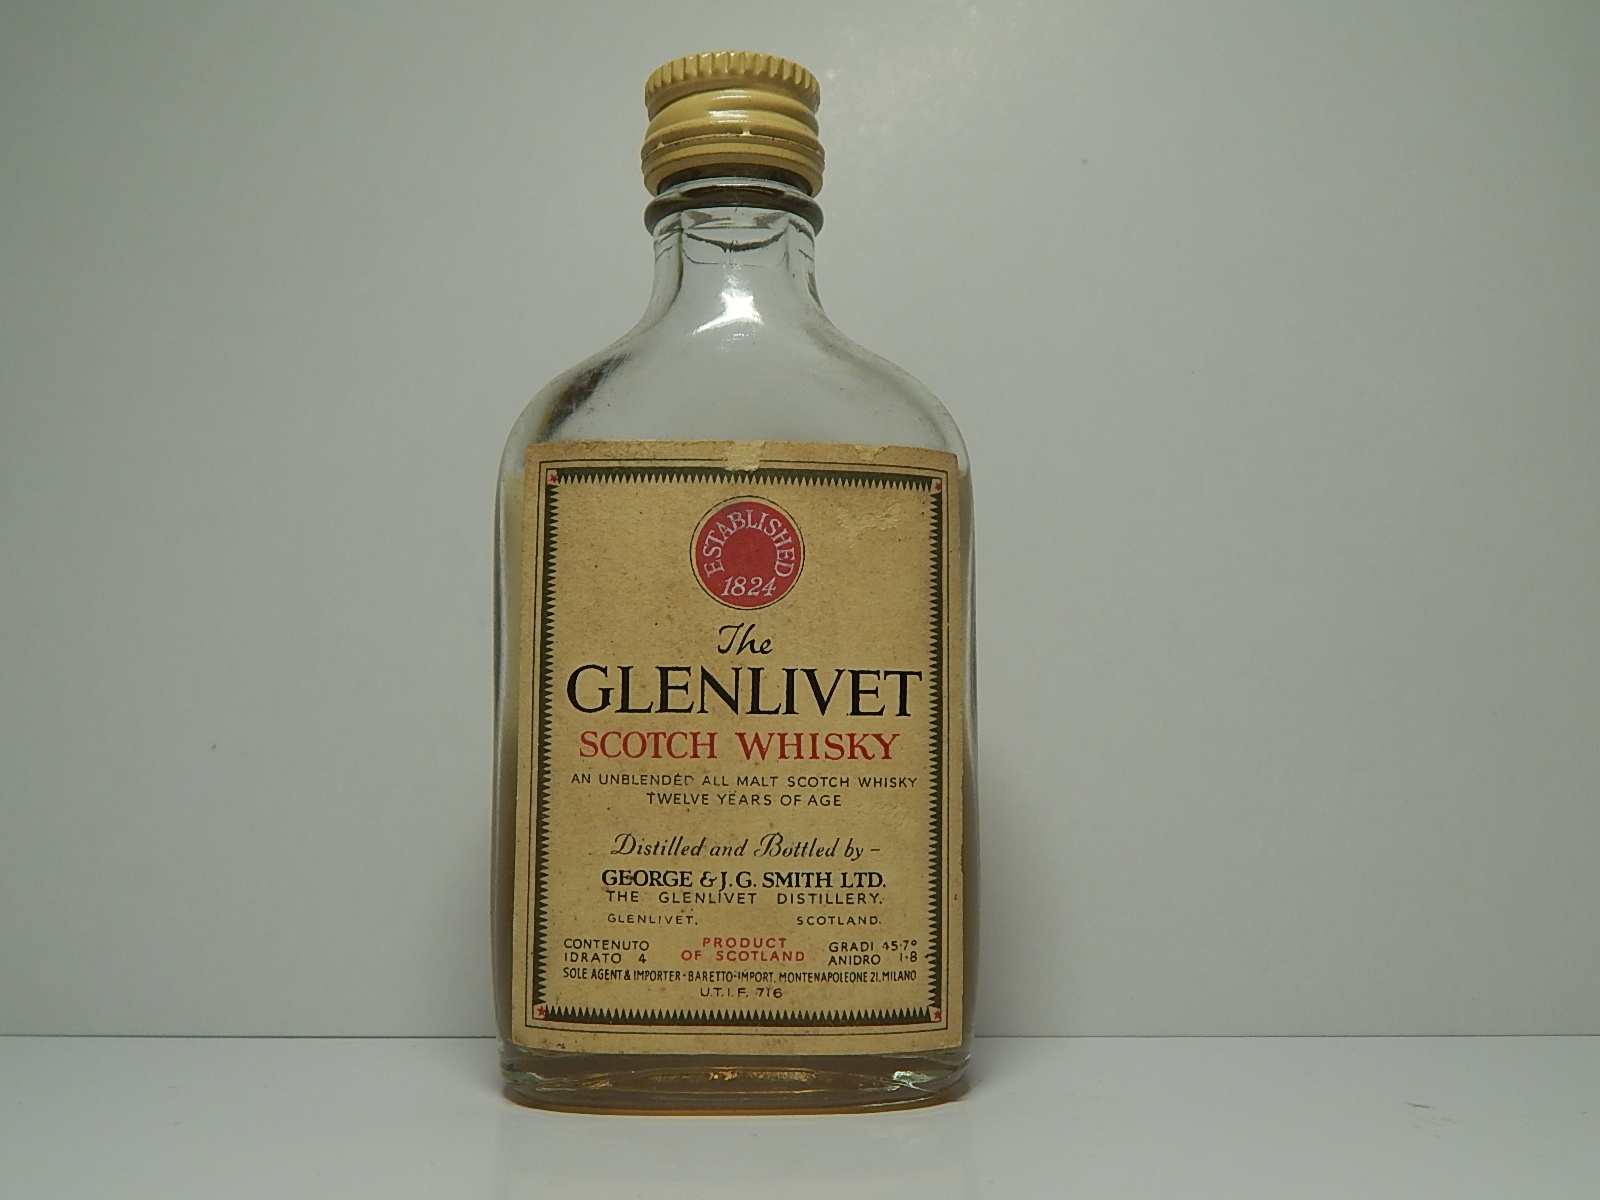 ESTABLISHED
1824
The
GLENLIVET
SCOTCH WHISKY
AN UNBLENDED ALL MALT SCOTCH WHISKY
TWELVE YEARS OF AGE
Distilled and Bottled by –
GEORGE & J. G. SMITH LTD.
THE GLENLIVET DISTILLERY.
GLENLIVET, SCOTLAND.
CONTENUTO PRODUCT GRADI 45·7º
IDRATO 4 OF SCOTLAND ANIDRO 1·8
SOLE AGENT & IMPORTER - BARETTO-IMPORT. MONTENAPOLEONE 21. MILANO
U.T.I.F. 716